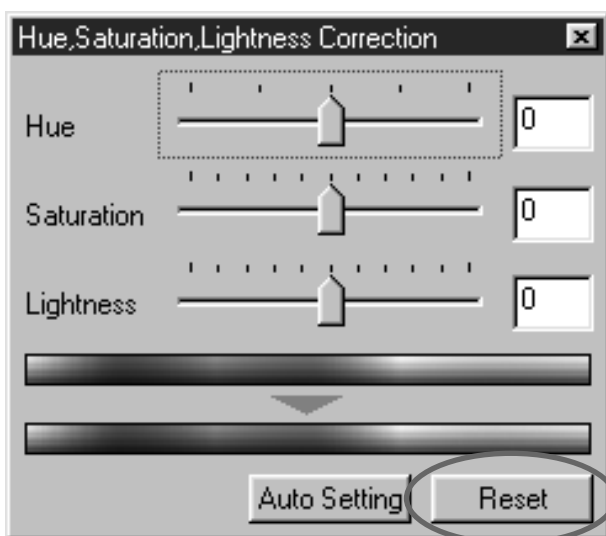 Hue,Saturation,Lightness Correction
Hue 0
Saturation 0
Lightness 0
Auto Setting Reset